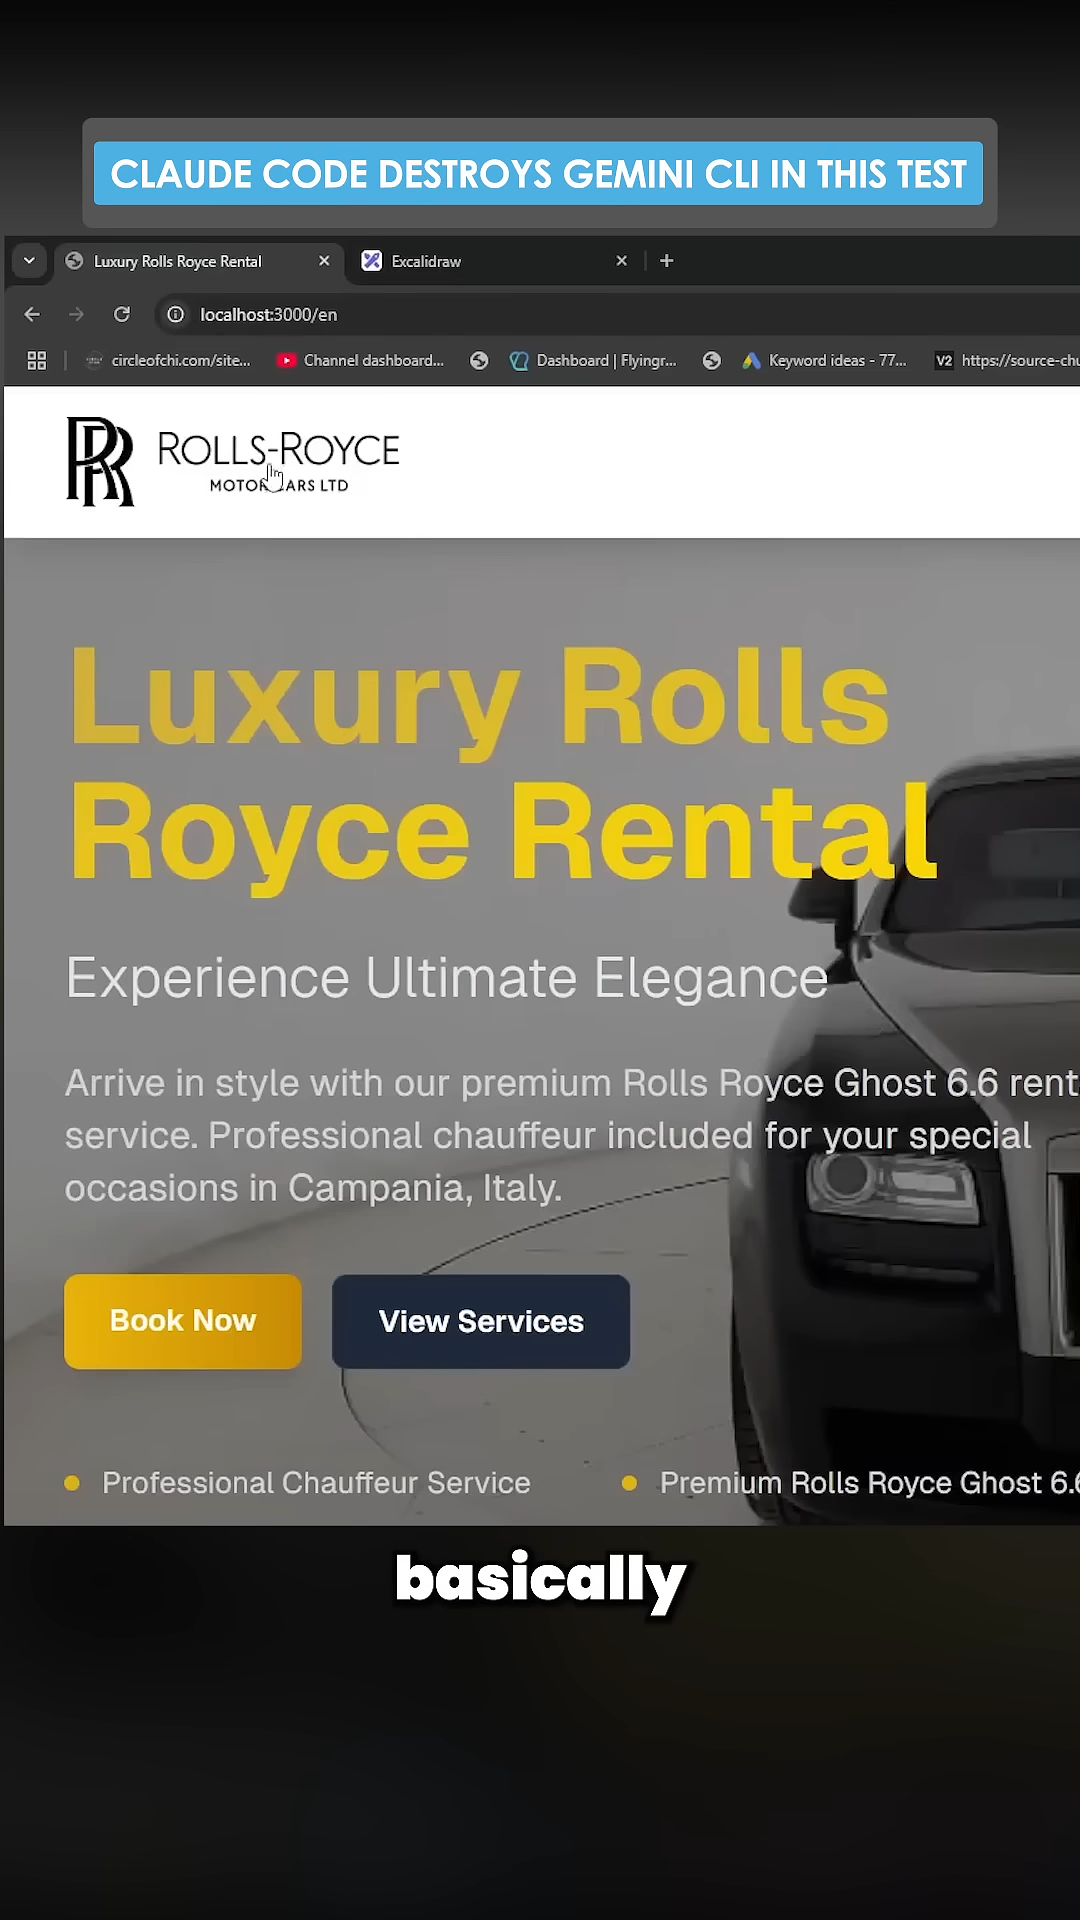 CLAUDE CODE DESTROYS GEMINI CLI IN THIS TEST
Luxury Rolls Royce Rental
Excalidraw
localhost:3000/en
circleofchi.com/site...
Channel dashboard...
Dashboard | Flyingr...
Keyword ideas - 77...
V2
https://source-chu
RR
ROLLS-ROYCE
MOTOR CARS LTD
Luxury Rolls
Royce Rental
Experience Ultimate Elegance
Arrive in style with our premium Rolls Royce Ghost 6.6 rent
service. Professional chauffeur included for your special
occasions in Campania, Italy.
Book Now
View Services
Professional Chauffeur Service
Premium Rolls Royce Ghost 6.6
basically